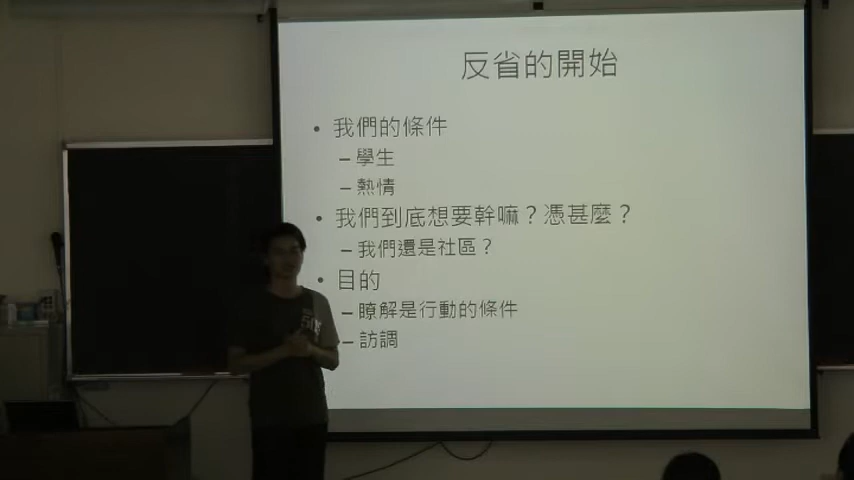 反省的開始
• 我們的條件
– 學生
– 熱情
• 我們到底想要幹嘛？憑甚麼？
– 我們還是社區？
• 目的
– 瞭解是行動的條件
– 訪調